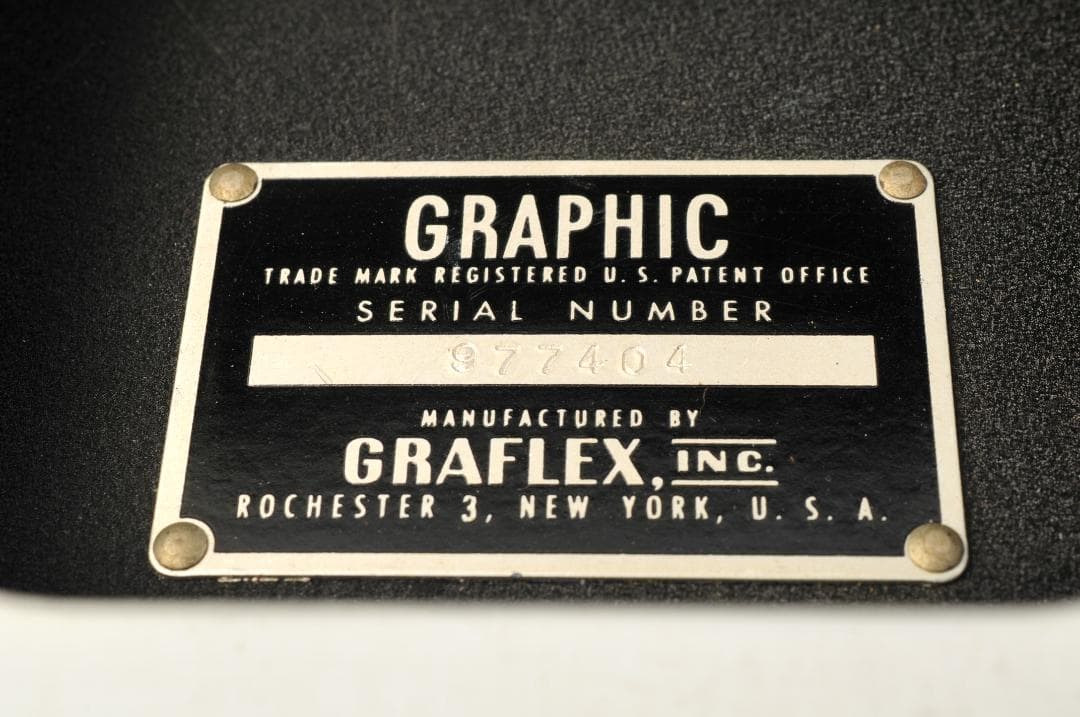 GRAPHIC
TRADE MARK REGISTERED U. S. PATENT OFFICE
SERIAL NUMBER
977404
MANUFACTURED BY
GRAFLEX, INC.
ROCHESTER 3, NEW YORK, U. S. A.